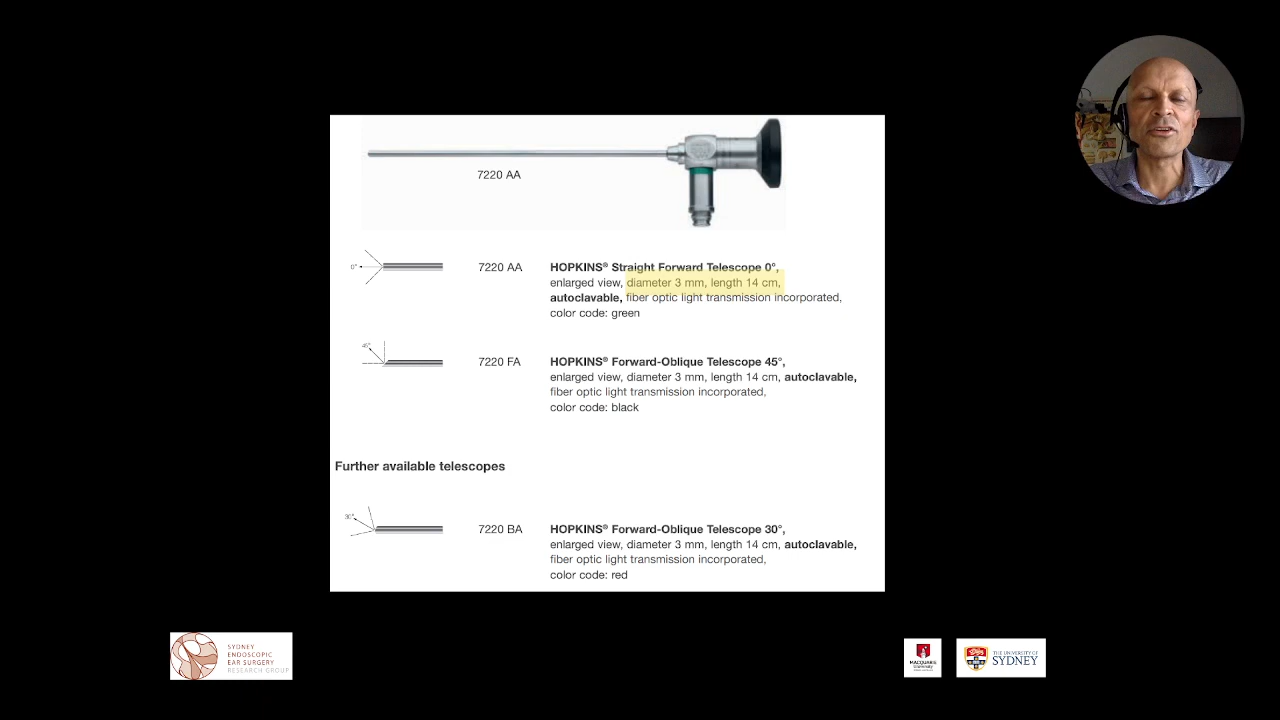 7220 AA
0°
7220 AA
HOPKINS® Straight Forward Telescope 0°,
enlarged view, diameter 3 mm, length 14 cm,
autoclavable, fiber optic light transmission incorporated,
color code: green
45°
7220 FA
HOPKINS® Forward-Oblique Telescope 45°,
enlarged view, diameter 3 mm, length 14 cm, autoclavable,
fiber optic light transmission incorporated,
color code: black
Further available telescopes
30°
7220 BA
HOPKINS® Forward-Oblique Telescope 30°,
enlarged view, diameter 3 mm, length 14 cm, autoclavable,
fiber optic light transmission incorporated,
color code: red
SYDNEY
ENDOSCOPIC
EAR SURGERY
RESEARCH GROUP
MACQUARIE
University
THE UNIVERSITY OF
SYDNEY